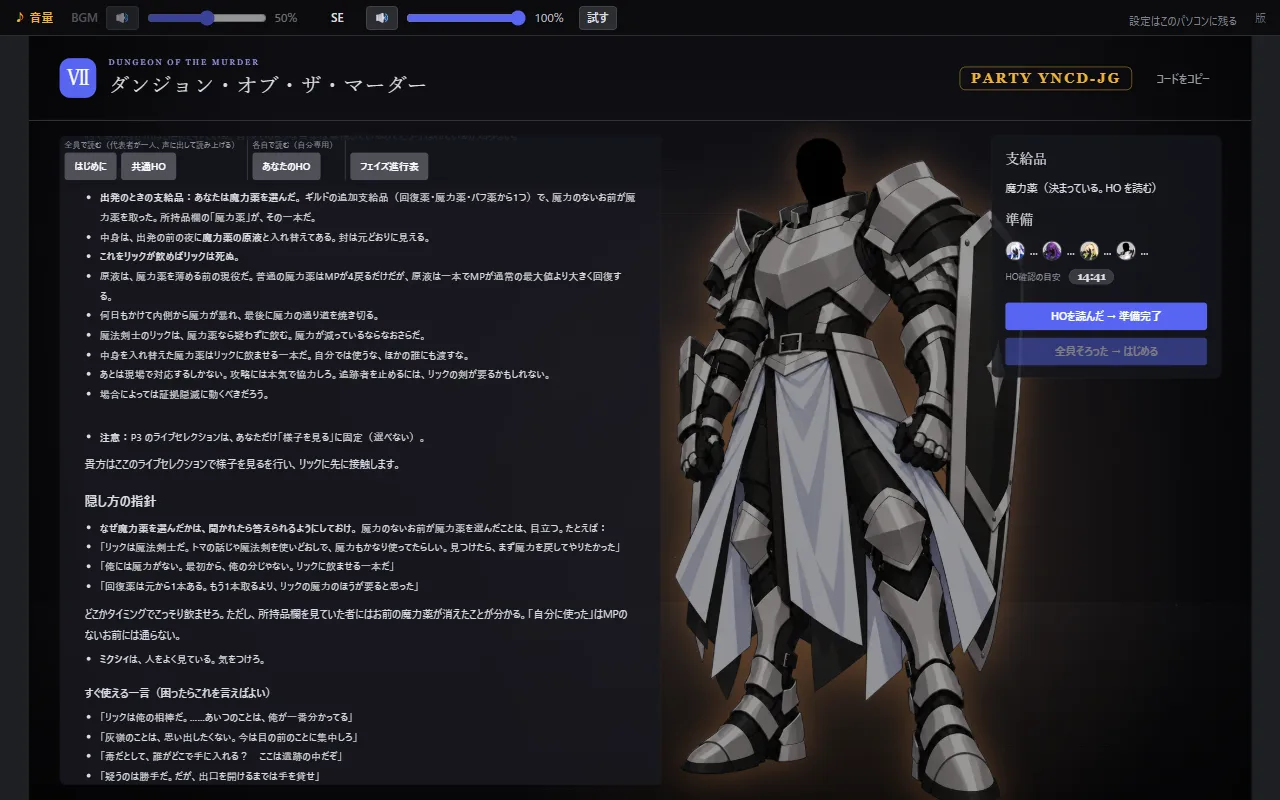 ♪ 音量 BGM 50% SE 100% 試す 設定はこのパソコンに残る 版
Ⅶ
DUNGEON OF THE MURDER
ダンジョン・オブ・ザ・マーダー
PARTY YNCD-JG
コードをコピー
全員で読む（代表者が一人、声に出して読み上げる）
各自で読む（自分専用）
はじめに
共通HO
あなたのHO
フェイズ進行表
• 出発のときの支給品：あなたは魔力薬を選んだ。ギルドの追加支給品（回復薬・魔力薬・バフ薬から1つ）で、魔力のないお前が魔
力薬を取った。所持品欄の「魔力薬」が、その一本だ。
• 中身は、出発の前の夜に魔力薬の原液と入れ替えてある。封は元どおりに見える。
• これをリックが飲めばリックは死ぬ。
• 原液は、魔力薬を薄める前の現役だ。普通の魔力薬はMPが4戻るだけだが、原液は一本でMPが通常の最大値より大きく回復す
る。
• 何日もかけて内側から魔力が暴れ、最後に魔力の通り道を焼き切る。
• 魔法剣士のリックは、魔力薬なら疑わずに飲む。魔力が減っているならなおさらだ。
• 中身を入れ替えた魔力薬はリックに飲ませる一本だ。自分では使うな、ほかの誰にも渡すな。
• あとは現場で対応するしかない。攻略には本気で協力しろ。追跡者を止めるには、リックの剣が要るかもしれない。
• 場合によっては証拠隠滅に動くべきだろう。
• 注意：P3 のライブセレクションは、あなただけ「様子を見る」に固定（選べない）。
貴方はここのライブセレクションで様子を見るを行い、リックに先に接触します。
隠し方の指針
• なぜ魔力薬を選んだかは、聞かれたら答えられるようにしておけ。魔力のないお前が魔力薬を選んだことは、目立つ。たとえば：
• 「リックは魔法剣士だ。トマの話じゃ魔法剣を使いどおしで、魔力もかなり使ってたらしい。見つけたら、まず魔力を戻してやりたかった」
• 「俺には魔力がない。最初から、俺の分じゃない。リックに飲ませる一本だ」
• 「回復薬は元から1本ある。もう1本取るより、リックの魔力のほうが要ると思った」
どこかタイミングでこっそり飲ませろ。ただし、所持品欄を見ていた者にはお前の魔力薬が消えたことが分かる。「自分に使った」はMPの
ないお前には通らない。
• ミクシィは、人をよく見ている。気をつけろ。
すぐ使える一言（困ったらこれを言えばよい）
• 「リックは俺の相棒だ。……あいつのことは、俺が一番分かってる」
• 「灰嶺のことは、思い出したくない。今は目の前のことに集中しろ」
• 「毒だとして、誰がどこで手に入れる？　ここは遺跡の中だぞ」
• 「疑うのは勝手だ。だが、出口を開けるまでは手を貸せ」
支給品
魔力薬（決まっている。HO を読む）
準備
… … … …
HO確認の目安 14:41
HOを読んだ → 準備完了
全員そろった → はじめる